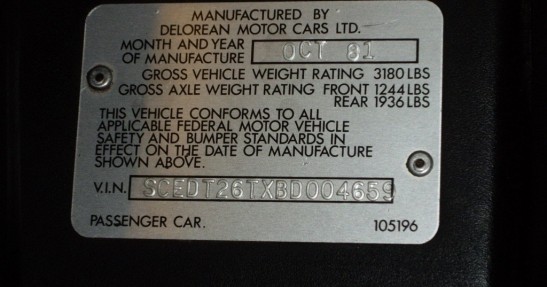 MANUFACTURED BY
DELOREAN MOTOR CARS LTD.
MONTH AND YEAR
OF MANUFACTURE OCT 81
GROSS VEHICLE WEIGHT RATING 3180 LBS
GROSS AXLE WEIGHT RATING FRONT 1244 LBS
REAR 1936 LBS
THIS VEHICLE CONFORMS TO ALL
APPLICABLE FEDERAL MOTOR VEHICLE
SAFETY AND BUMPER STANDARDS IN
EFFECT ON THE DATE OF MANUFACTURE
SHOWN ABOVE.
V.I.N. SCEDT26TXBD004659
PASSENGER CAR. 105196